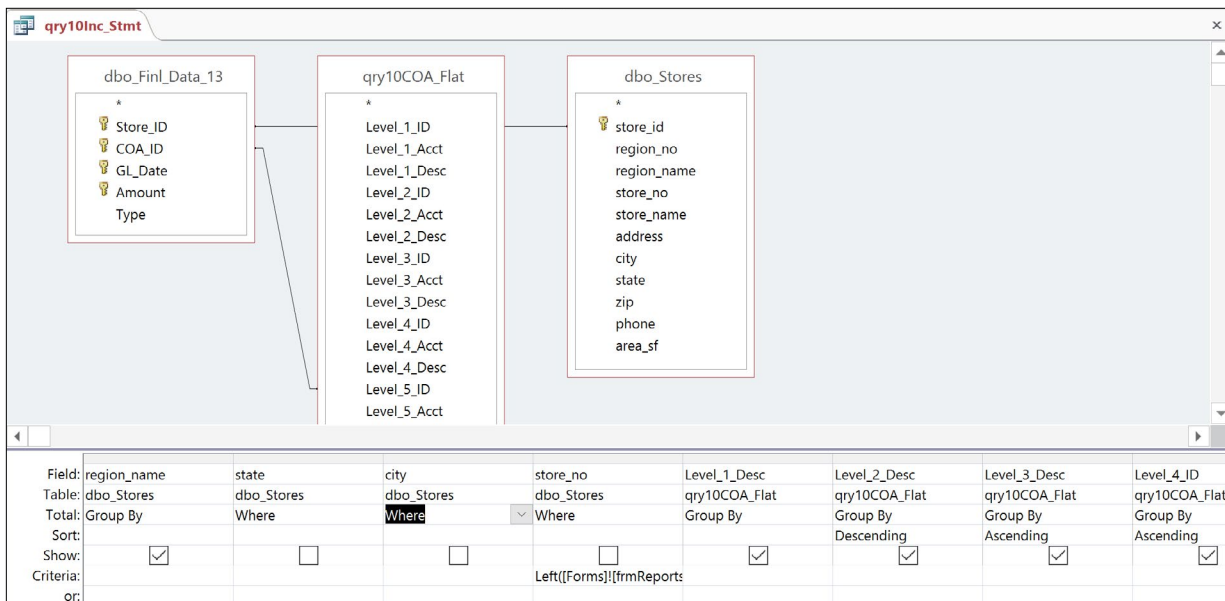 qry10Inc_Stmt
dbo_Finl_Data_13
*
Store_ID
COA_ID
GL_Date
Amount
Type
qry10COA_Flat
*
Level_1_ID
Level_1_Acct
Level_1_Desc
Level_2_ID
Level_2_Acct
Level_2_Desc
Level_3_ID
Level_3_Acct
Level_3_Desc
Level_4_ID
Level_4_Acct
Level_4_Desc
Level_5_ID
Level_5_Acct
dbo_Stores
*
store_id
region_no
region_name
store_no
store_name
address
city
state
zip
phone
area_sf
Field: region_name state city store_no Level_1_Desc Level_2_Desc Level_3_Desc Level_4_ID
Table: dbo_Stores dbo_Stores dbo_Stores dbo_Stores qry10COA_Flat qry10COA_Flat qry10COA_Flat qry10COA_Flat
Total: Group By Where Where Where Group By Group By Group By Group By
Sort: Descending Ascending Ascending
Show:
Criteria: Left([Forms]![frmReports
or: